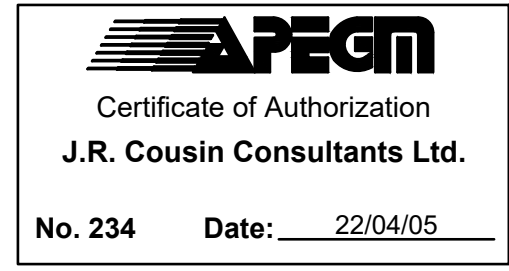 APEGM
Certificate of Authorization
J.R. Cousin Consultants Ltd.
No. 234 Date: 22/04/05